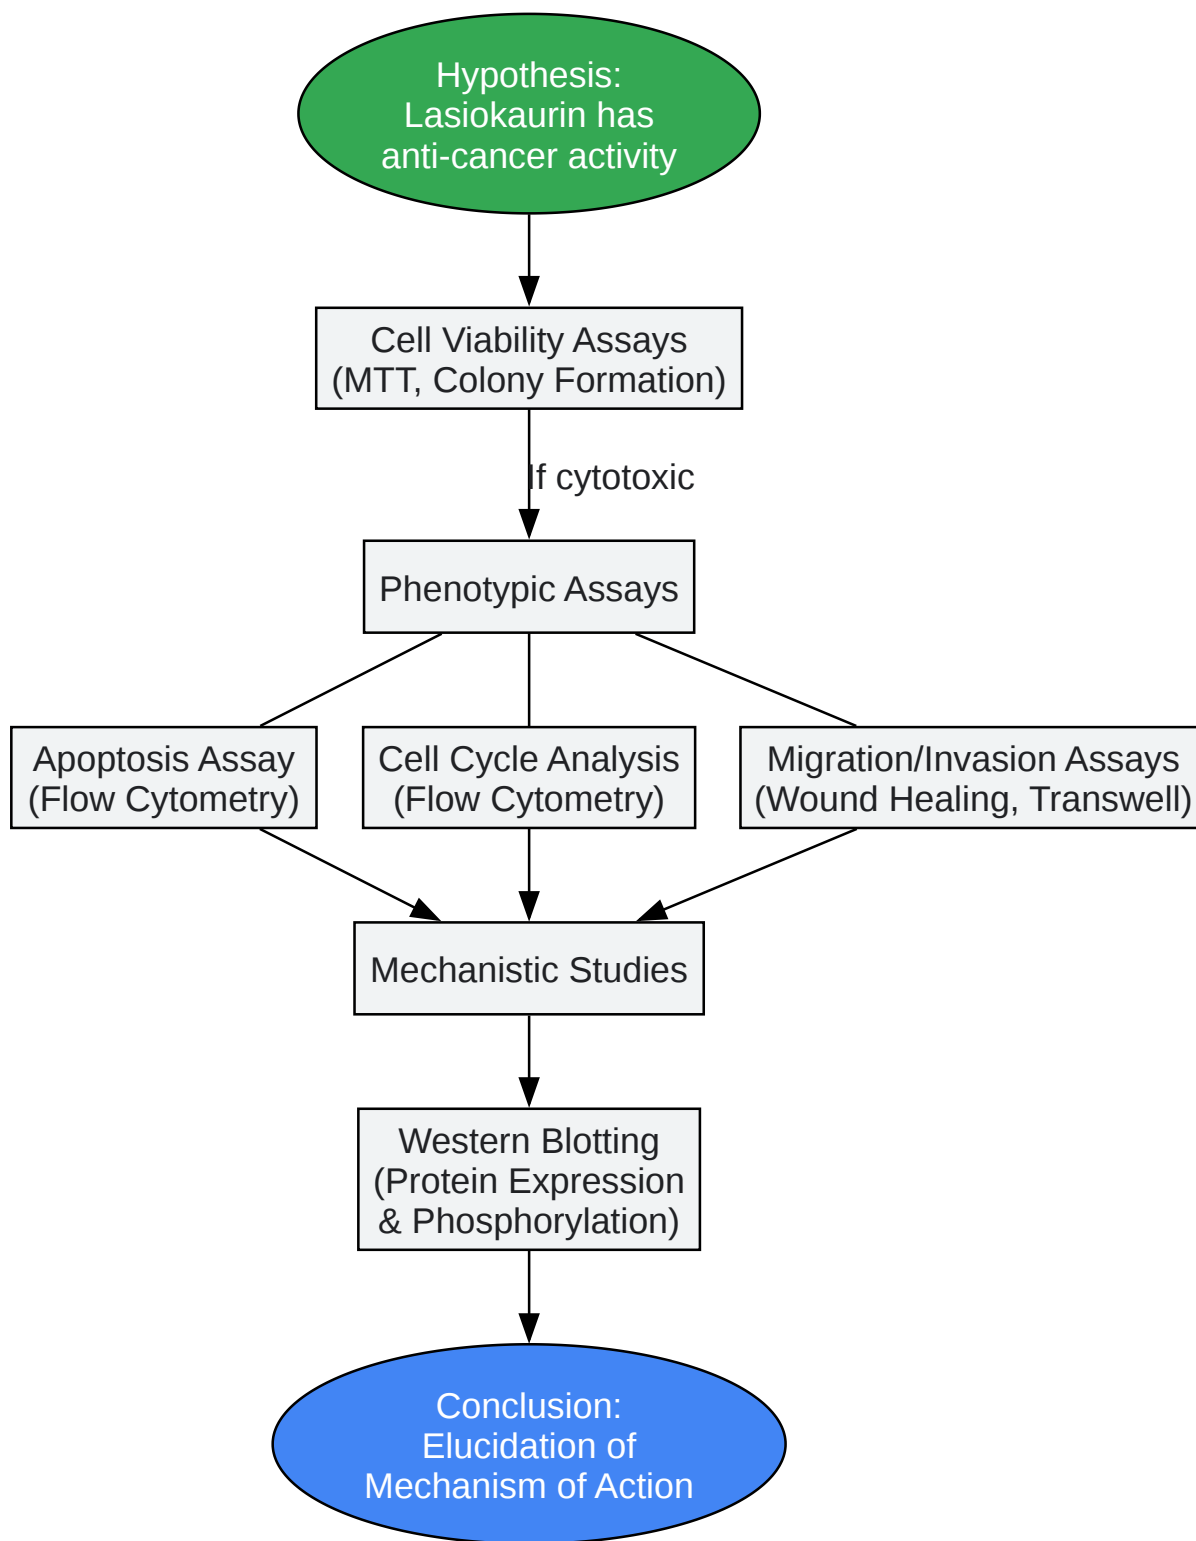 Hypothesis:
Lasiokaurin has
anti-cancer activity
Cell Viability Assays
(MTT, Colony Formation)
If cytotoxic
Phenotypic Assays
Apoptosis Assay
(Flow Cytometry)
Cell Cycle Analysis
(Flow Cytometry)
Migration/Invasion Assays
(Wound Healing, Transwell)
Mechanistic Studies
Western Blotting
(Protein Expression
& Phosphorylation)
Conclusion:
Elucidation of
Mechanism of Action